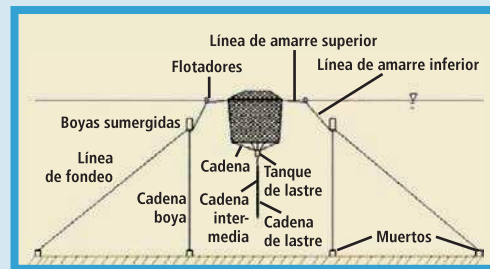 Línea de amarre superior
Flotadores
Línea de amarre inferior
Boyas sumergidas
Línea
de fondeo
Cadena
Tanque
de lastre
Cadena
boya
Cadena
inter-
media
Cadena
de lastre
Muertos